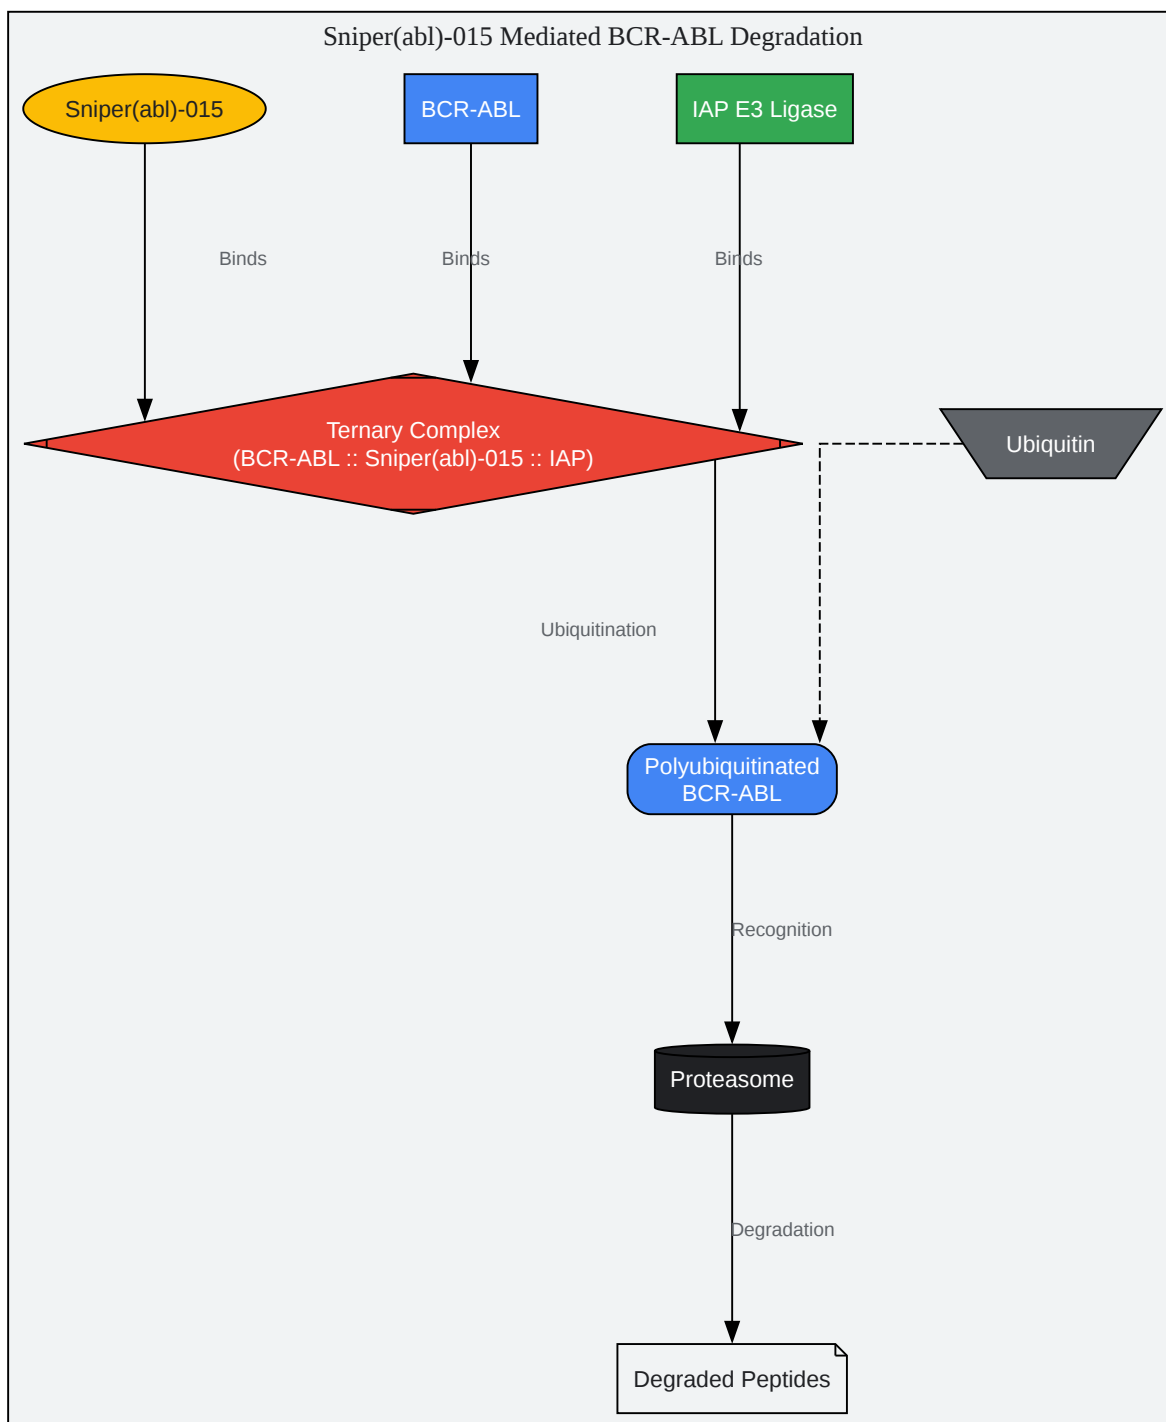 Sniper(abl)-015 Mediated BCR-ABL Degradation
Sniper(abl)-015
BCR-ABL
IAP E3 Ligase
Binds
Binds
Binds
Ternary Complex
(BCR-ABL :: Sniper(abl)-015 :: IAP)
Ubiquitin
Ubiquitination
Polyubiquitinated
BCR-ABL
Recognition
Proteasome
Degradation
Degraded Peptides